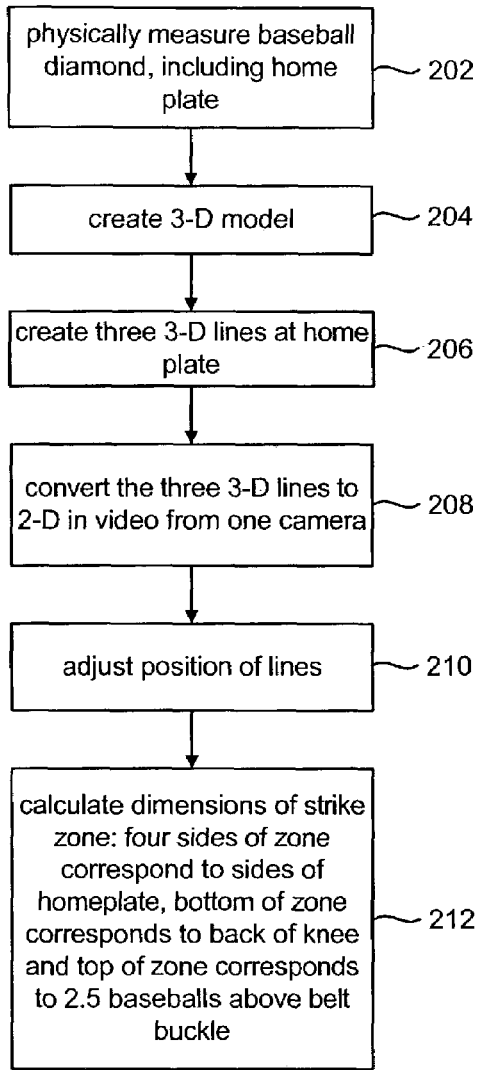 physically measure baseball
diamond, including home
plate
202
create 3-D model
204
create three 3-D lines at home
plate
206
convert the three 3-D lines to
2-D in video from one camera
208
adjust position of lines
210
calculate dimensions of strike
zone: four sides of zone
correspond to sides of
homeplate, bottom of zone
corresponds to back of knee
and top of zone corresponds
to 2.5 baseballs above belt
buckle
212